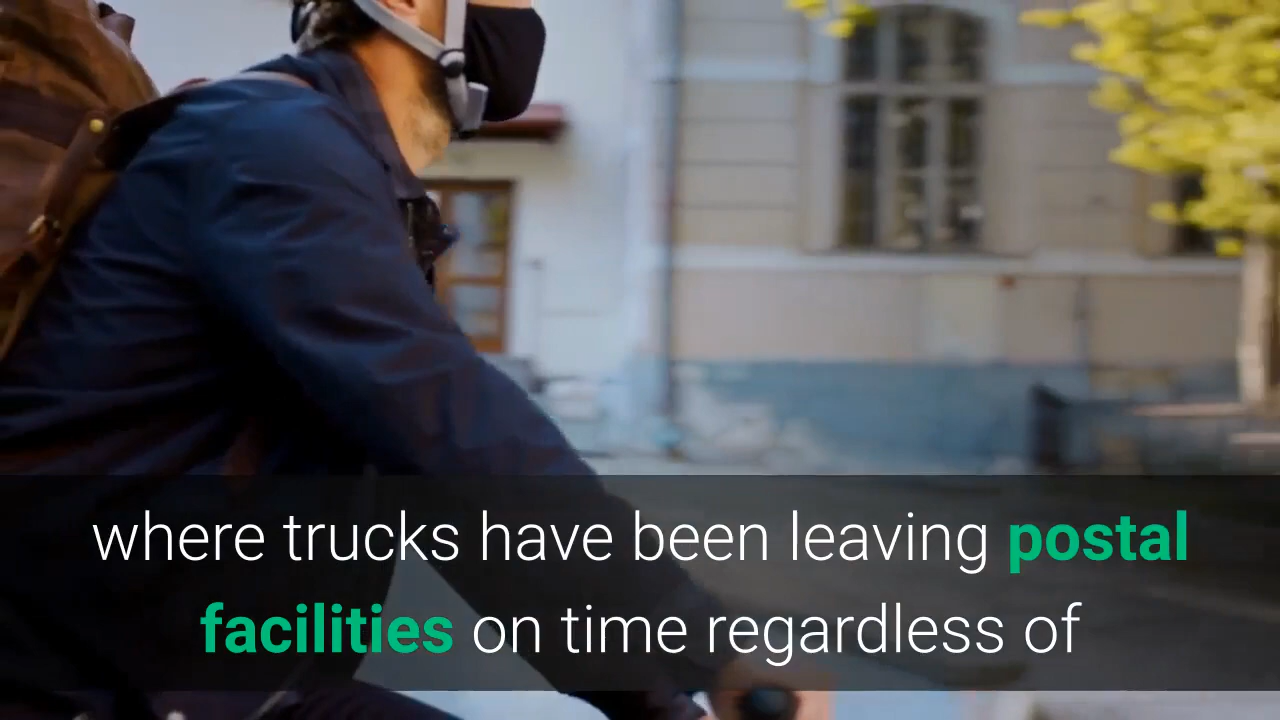 where trucks have been leaving postal
facilities on time regardless of